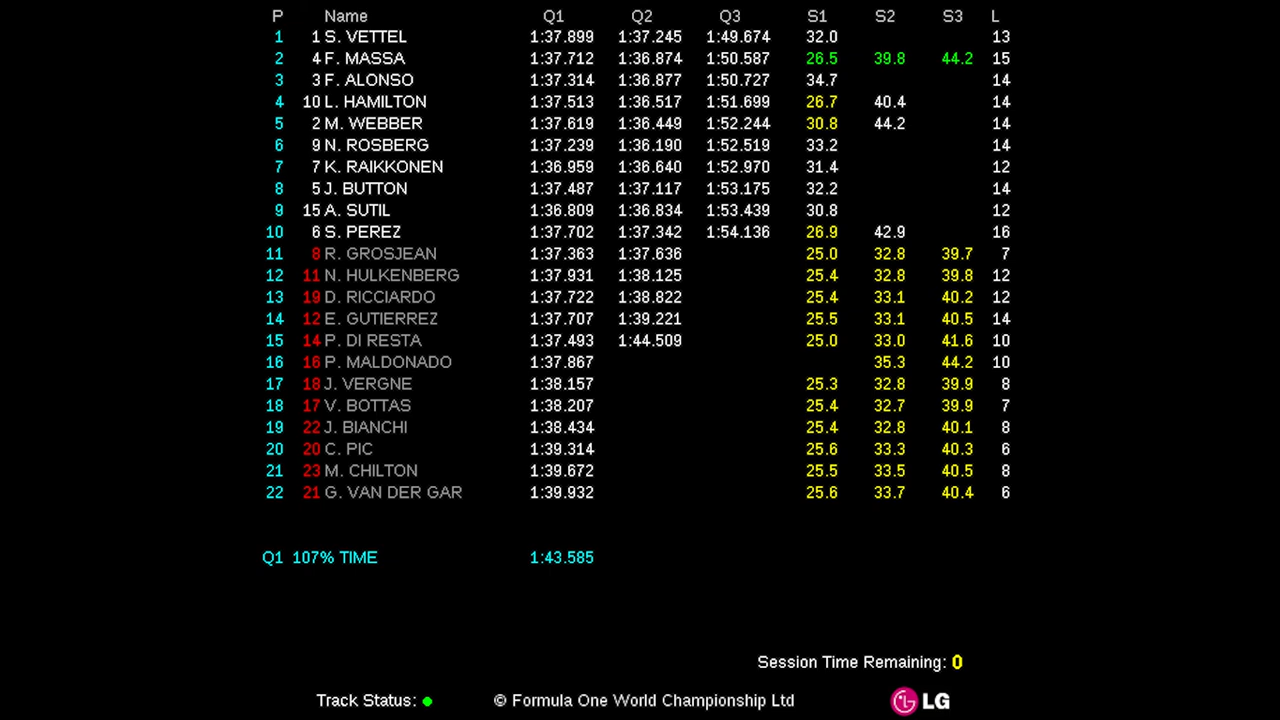 P Name Q1 Q2 Q3 S1 S2 S3 L
1 1 S. VETTEL 1:37.899 1:37.245 1:49.674 32.0 13
2 4 F. MASSA 1:37.712 1:36.874 1:50.587 26.5 39.8 44.2 15
3 3 F. ALONSO 1:37.314 1:36.877 1:50.727 34.7 14
4 10 L. HAMILTON 1:37.513 1:36.517 1:51.699 26.7 40.4 14
5 2 M. WEBBER 1:37.619 1:36.449 1:52.244 30.8 44.2 14
6 9 N. ROSBERG 1:37.239 1:36.190 1:52.519 33.2 14
7 7 K. RAIKKONEN 1:36.959 1:36.640 1:52.970 31.4 12
8 5 J. BUTTON 1:37.487 1:37.117 1:53.175 32.2 14
9 15 A. SUTIL 1:36.809 1:36.834 1:53.439 30.8 12
10 6 S. PEREZ 1:37.702 1:37.342 1:54.136 26.9 42.9 16
11 8 R. GROSJEAN 1:37.363 1:37.636 25.0 32.8 39.7 7
12 11 N. HULKENBERG 1:37.931 1:38.125 25.4 32.8 39.8 12
13 19 D. RICCIARDO 1:37.722 1:38.822 25.4 33.1 40.2 12
14 12 E. GUTIERREZ 1:37.707 1:39.221 25.5 33.1 40.5 14
15 14 P. DI RESTA 1:37.493 1:44.509 25.0 33.0 41.6 10
16 16 P. MALDONADO 1:37.867 35.3 44.2 10
17 18 J. VERGNE 1:38.157 25.3 32.8 39.9 8
18 17 V. BOTTAS 1:38.207 25.4 32.7 39.9 7
19 22 J. BIANCHI 1:38.434 25.4 32.8 40.1 8
20 20 C. PIC 1:39.314 25.6 33.3 40.3 6
21 23 M. CHILTON 1:39.672 25.5 33.5 40.5 8
22 21 G. VAN DER GAR 1:39.932 25.6 33.7 40.4 6
Q1 107% TIME 1:43.585
Session Time Remaining: 0
Track Status: © Formula One World Championship Ltd LG